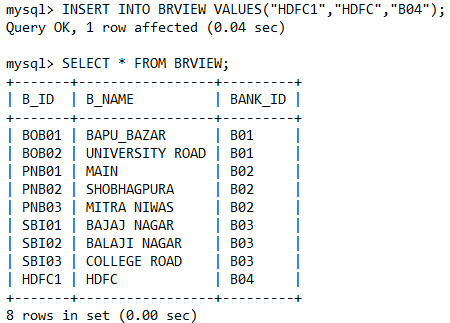 mysql> INSERT INTO BRVIEW VALUES("HDFC1","HDFC","B04");
Query OK, 1 row affected (0.04 sec)
mysql> SELECT * FROM BRVIEW;
+-------+-----------------+---------+
| B_ID  | B_NAME          | BANK_ID |
+-------+-----------------+---------+
| BOB01 | BAPU_BAZAR      | B01     |
| BOB02 | UNIVERSITY ROAD | B01     |
| PNB01 | MAIN            | B02     |
| PNB02 | SHOBHAGPURA     | B02     |
| PNB03 | MITRA NIWAS     | B02     |
| SBI01 | BAJAJ NAGAR     | B03     |
| SBI02 | BALAJI NAGAR    | B03     |
| SBI03 | COLLEGE ROAD    | B03     |
| HDFC1 | HDFC            | B04     |
+-------+-----------------+---------+
8 rows in set (0.00 sec)